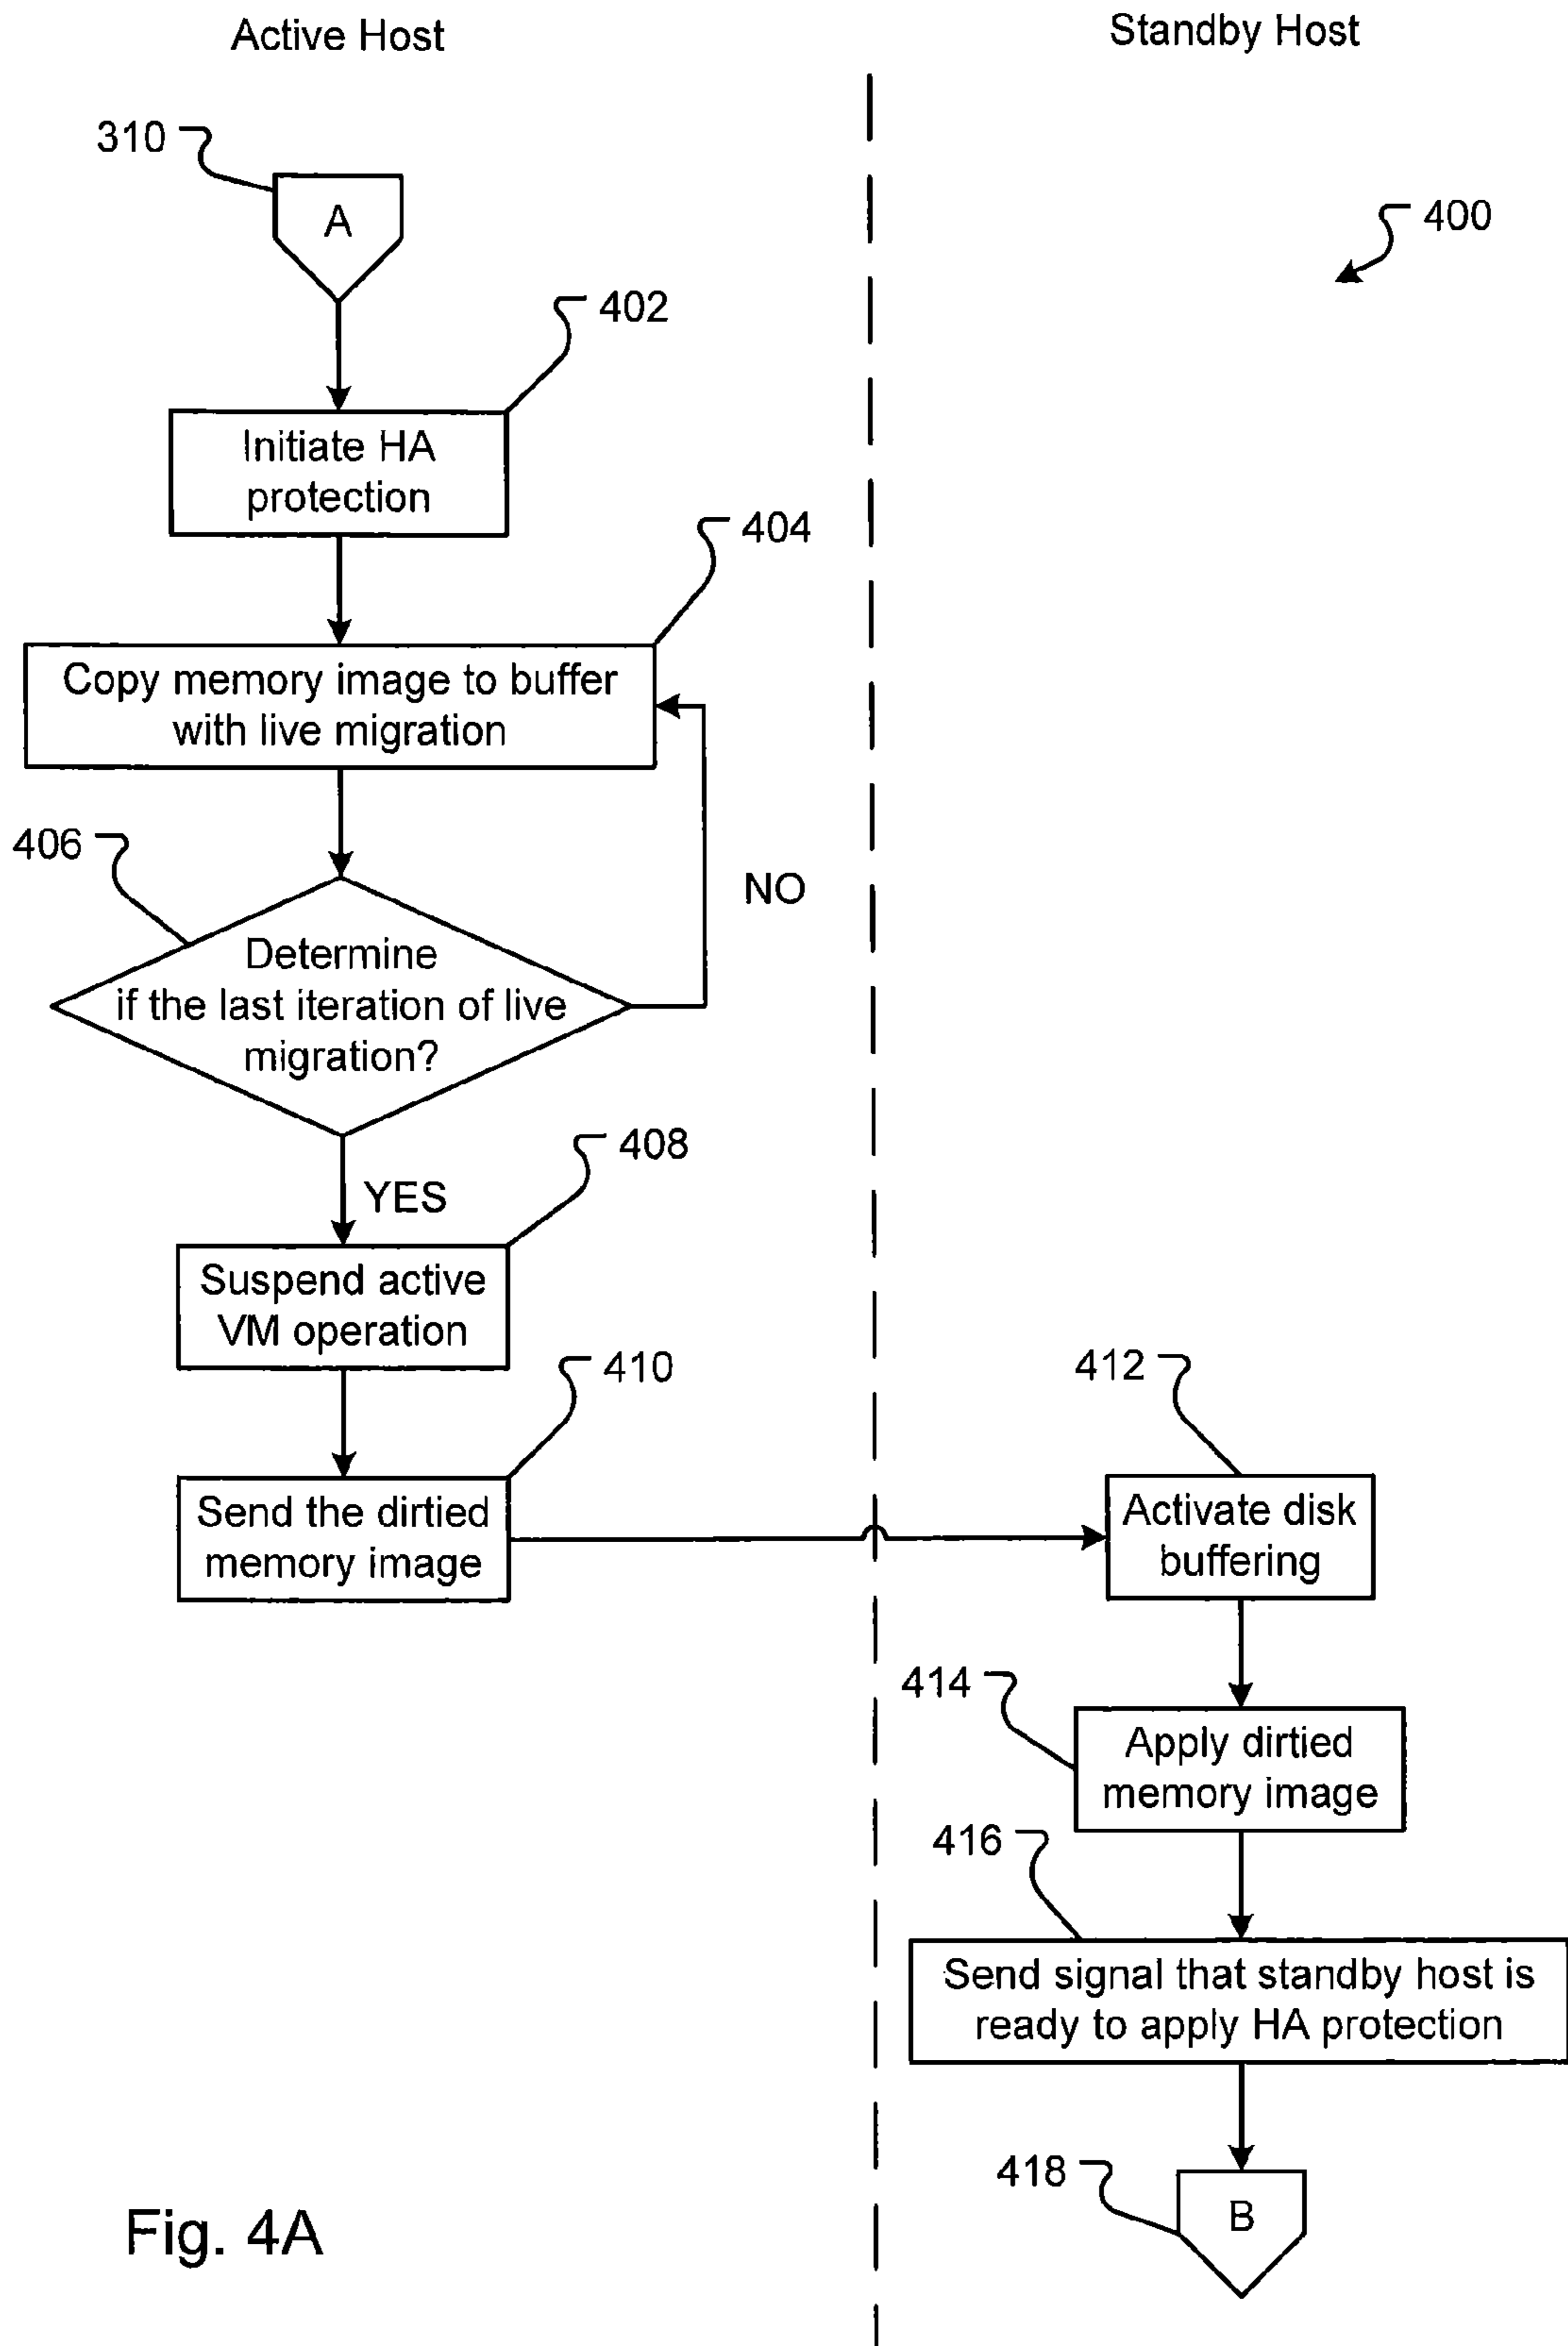 Active Host
Standby Host
310
A
400
402
Initiate HA
protection
404
Copy memory image to buffer
with live migration
406
NO
Determine
if the last iteration of live
migration?
408
YES
Suspend active
VM operation
410
Send the dirtied
memory image
412
Activate disk
buffering
414
Apply dirtied
memory image
416
Send signal that standby host is
ready to apply HA protection
418
B
Fig. 4A